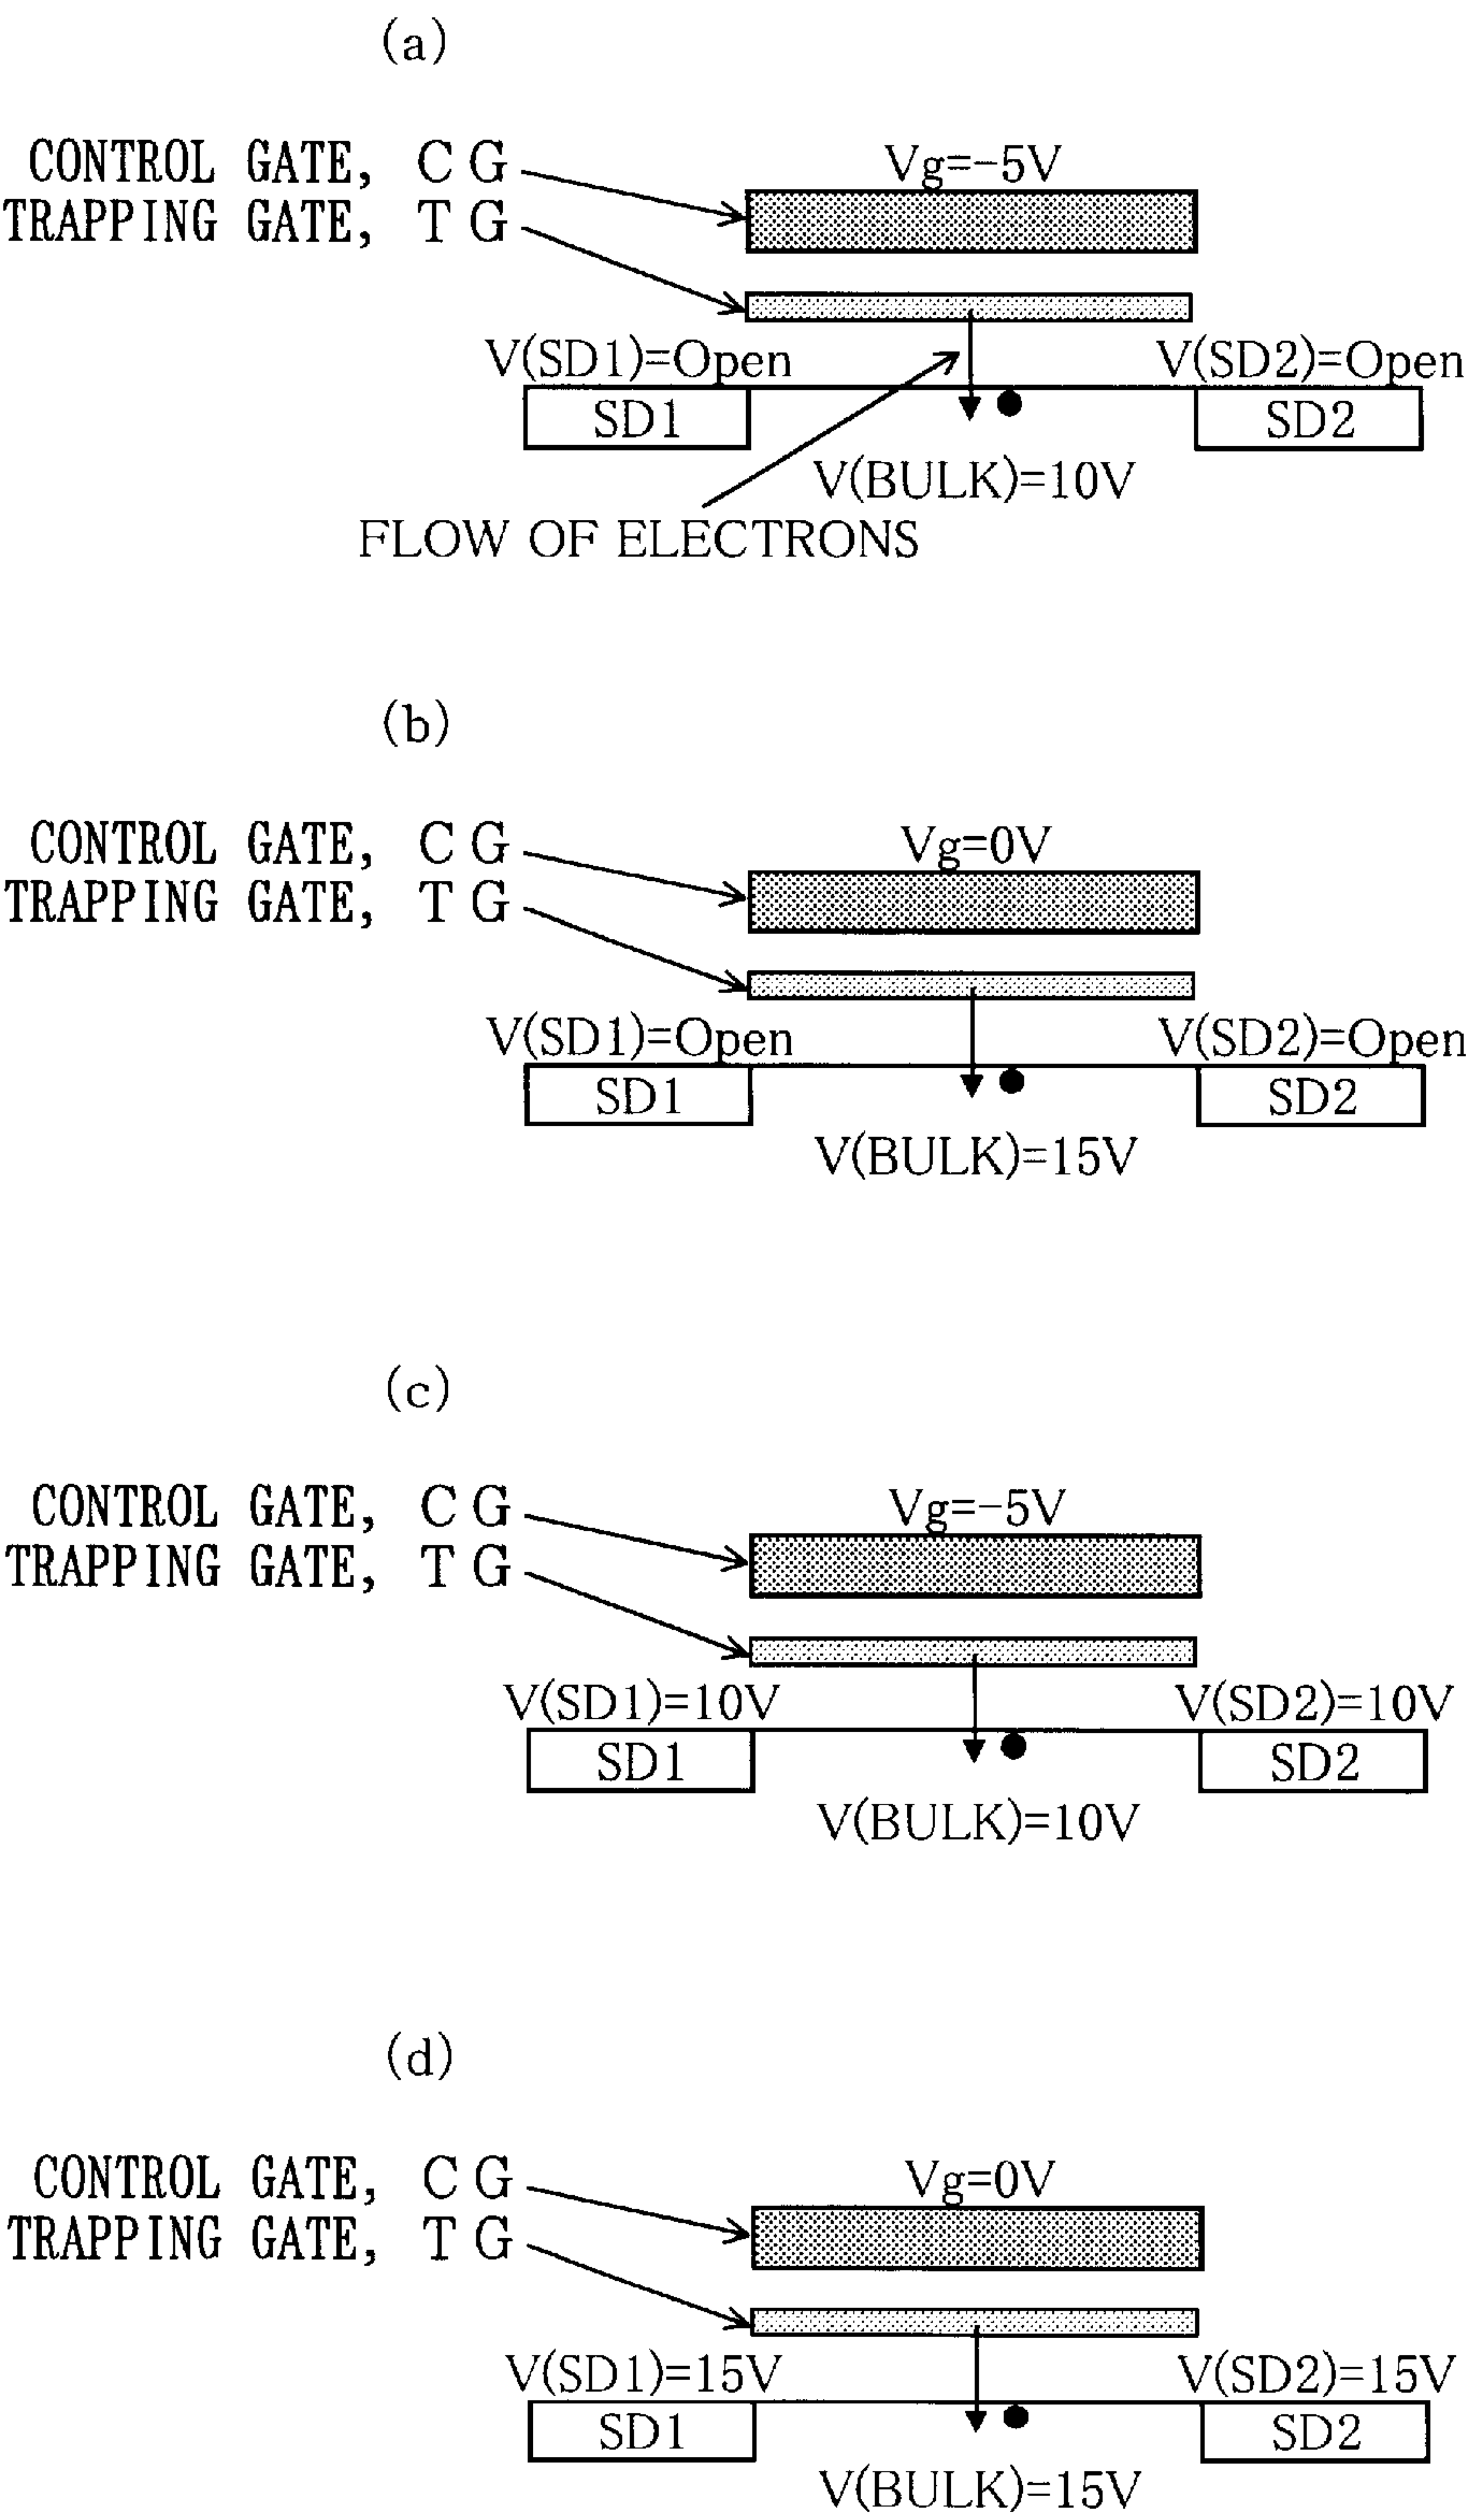 (a)
CONTROL GATE, CG
Vg=-5V
TRAPPING GATE, TG
V(SD1)=Open
V(SD2)=Open
SD1
SD2
V(BULK)=10V
FLOW OF ELECTRONS
(b)
CONTROL GATE, CG
Vg=0V
TRAPPING GATE, TG
V(SD1)=Open
V(SD2)=Open
SD1
SD2
V(BULK)=15V
(c)
CONTROL GATE, CG
Vg=-5V
TRAPPING GATE, TG
V(SD1)=10V
V(SD2)=10V
SD1
SD2
V(BULK)=10V
(d)
CONTROL GATE, CG
Vg=0V
TRAPPING GATE, TG
V(SD1)=15V
V(SD2)=15V
SD1
SD2
V(BULK)=15V